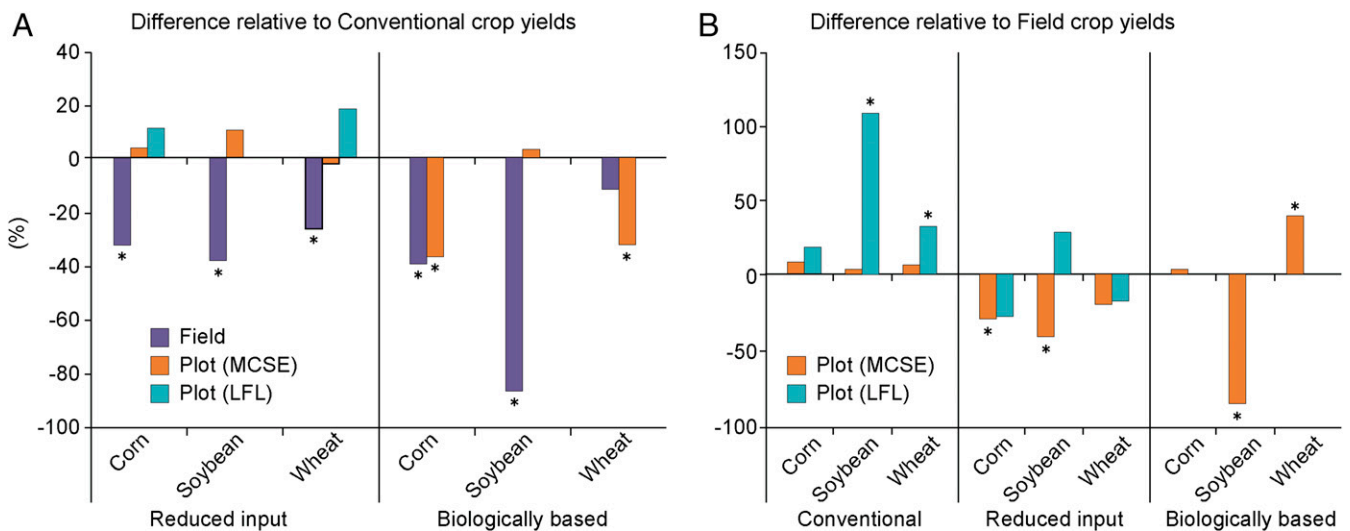 A
Difference relative to Conventional crop yields
40
20
0
-20
-40
-60
-80
-100
(%)
*
*
*
*
*
*
*
Field
Plot (MCSE)
Plot (LFL)
Corn
Soybean
Wheat
Corn
Soybean
Wheat
Reduced input
Biologically based
B
Difference relative to Field crop yields
150
100
50
0
-50
-100
*
*
*
*
*
*
Plot (MCSE)
Plot (LFL)
Corn
Soybean
Wheat
Corn
Soybean
Wheat
Corn
Soybean
Wheat
Conventional
Reduced input
Biologically based